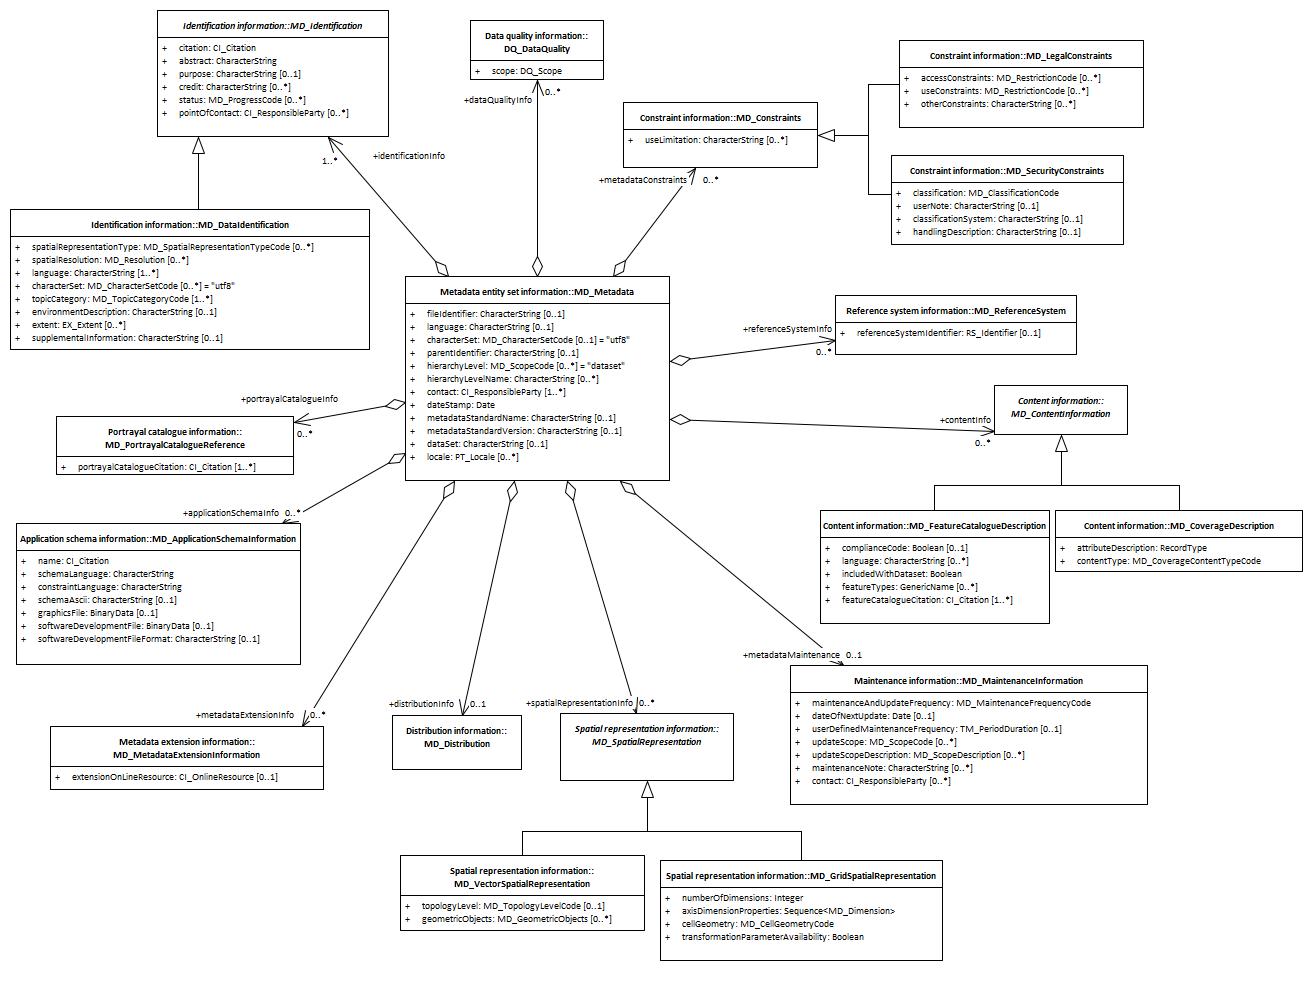 Identification information::MD_Identification
+ citation: CI_Citation
+ abstract: CharacterString
+ purpose: CharacterString [0..1]
+ credit: CharacterString [0..*]
+ status: MD_ProgressCode [0..*]
+ pointOfContact: CI_ResponsibleParty [0..*]
Data quality information::
DQ_DataQuality
+ scope: DQ_Scope
+dataQualityInfo
0..*
Constraint information::MD_Constraints
+ useLimitation: CharacterString [0..*]
+metadataConstraints
0..*
Constraint information::MD_LegalConstraints
+ accessConstraints: MD_RestrictionCode [0..*]
+ useConstraints: MD_RestrictionCode [0..*]
+ otherConstraints: CharacterString [0..*]
Constraint information::MD_SecurityConstraints
+ classification: MD_ClassificationCode
+ userNote: CharacterString [0..1]
+ classificationSystem: CharacterString [0..1]
+ handlingDescription: CharacterString [0..1]
1..*
+identificationInfo
Identification information::MD_DataIdentification
+ spatialRepresentationType: MD_SpatialRepresentationTypeCode [0..*]
+ spatialResolution: MD_Resolution [0..*]
+ language: CharacterString [1..*]
+ characterSet: MD_CharacterSetCode [0..*] = "utf8"
+ topicCategory: MD_TopicCategoryCode [1..*]
+ environmentDescription: CharacterString [0..1]
+ extent: EX_Extent [0..*]
+ supplementalInformation: CharacterString [0..1]
Metadata entity set information::MD_Metadata
+ fileIdentifier: CharacterString [0..1]
+ language: CharacterString [0..1]
+ characterSet: MD_CharacterSetCode [0..1] = "utf8"
+ parentIdentifier: CharacterString [0..1]
+ hierarchyLevel: MD_ScopeCode [0..*] = "dataset"
+ hierarchyLevelName: CharacterString [0..*]
+ contact: CI_ResponsibleParty [1..*]
+ dateStamp: Date
+ metadataStandardName: CharacterString [0..1]
+ metadataStandardVersion: CharacterString [0..1]
+ dataSet: CharacterString [0..1]
+ locale: PT_Locale [0..*]
+referenceSystemInfo
0..*
Reference system information::MD_ReferenceSystem
+ referenceSystemIdentifier: RS_Identifier [0..1]
+contentInfo
0..*
Content information::
MD_ContentInformation
+portrayalCatalogueInfo
0..*
Portrayal catalogue information::
MD_PortrayalCatalogueReference
+ portrayalCatalogueCitation: CI_Citation [1..*]
+applicationSchemaInfo 0..*
Application schema information::MD_ApplicationSchemaInformation
+ name: CI_Citation
+ schemaLanguage: CharacterString
+ constraintLanguage: CharacterString
+ schemaAscii: CharacterString [0..1]
+ graphicsFile: BinaryData [0..1]
+ softwareDevelopmentFile: BinaryData [0..1]
+ softwareDevelopmentFileFormat: CharacterString [0..1]
Content information::MD_FeatureCatalogueDescription
+ complianceCode: Boolean [0..1]
+ language: CharacterString [0..*]
+ includedWithDataset: Boolean
+ featureTypes: GenericName [0..*]
+ featureCatalogueCitation: CI_Citation [1..*]
Content information::MD_CoverageDescription
+ attributeDescription: RecordType
+ contentType: MD_CoverageContentTypeCode
+metadataMaintenance 0..1
Maintenance information::MD_MaintenanceInformation
+ maintenanceAndUpdateFrequency: MD_MaintenanceFrequencyCode
+ dateOfNextUpdate: Date [0..1]
+ userDefinedMaintenanceFrequency: TM_PeriodDuration [0..1]
+ updateScope: MD_ScopeCode [0..*]
+ updateScopeDescription: MD_ScopeDescription [0..*]
+ maintenanceNote: CharacterString [0..*]
+ contact: CI_ResponsibleParty [0..*]
+metadataExtensionInfo 0..*
Metadata extension information::
MD_MetadataExtensionInformation
+ extensionOnLineResource: CI_OnlineResource [0..1]
+distributionInfo 0..1
Distribution information::
MD_Distribution
+spatialRepresentationInfo 0..*
Spatial representation information::
MD_SpatialRepresentation
Spatial representation information::
MD_VectorSpatialRepresentation
+ topologyLevel: MD_TopologyLevelCode [0..1]
+ geometricObjects: MD_GeometricObjects [0..*]
Spatial representation information::MD_GridSpatialRepresentation
+ numberOfDimensions: Integer
+ axisDimensionProperties: Sequence<MD_Dimension>
+ cellGeometry: MD_CellGeometryCode
+ transformationParameterAvailability: Boolean